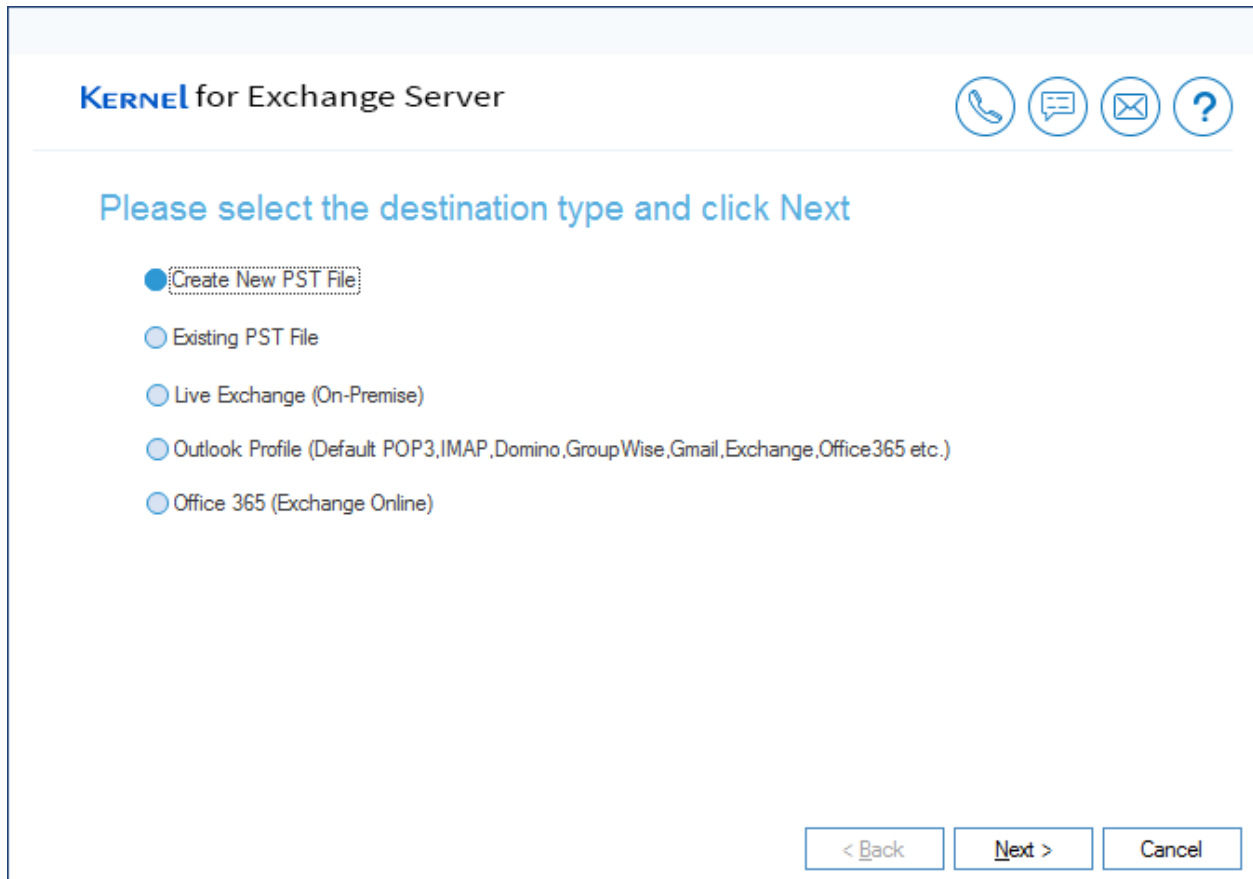 KERNEL for Exchange Server
?
Please select the destination type and click Next
Create New PST File
Existing PST File
Live Exchange (On-Premise)
Outlook Profile (Default POP3,IMAP,Domino,GroupWise,Gmail,Exchange,Office365 etc.)
Office 365 (Exchange Online)
< Back Next > Cancel